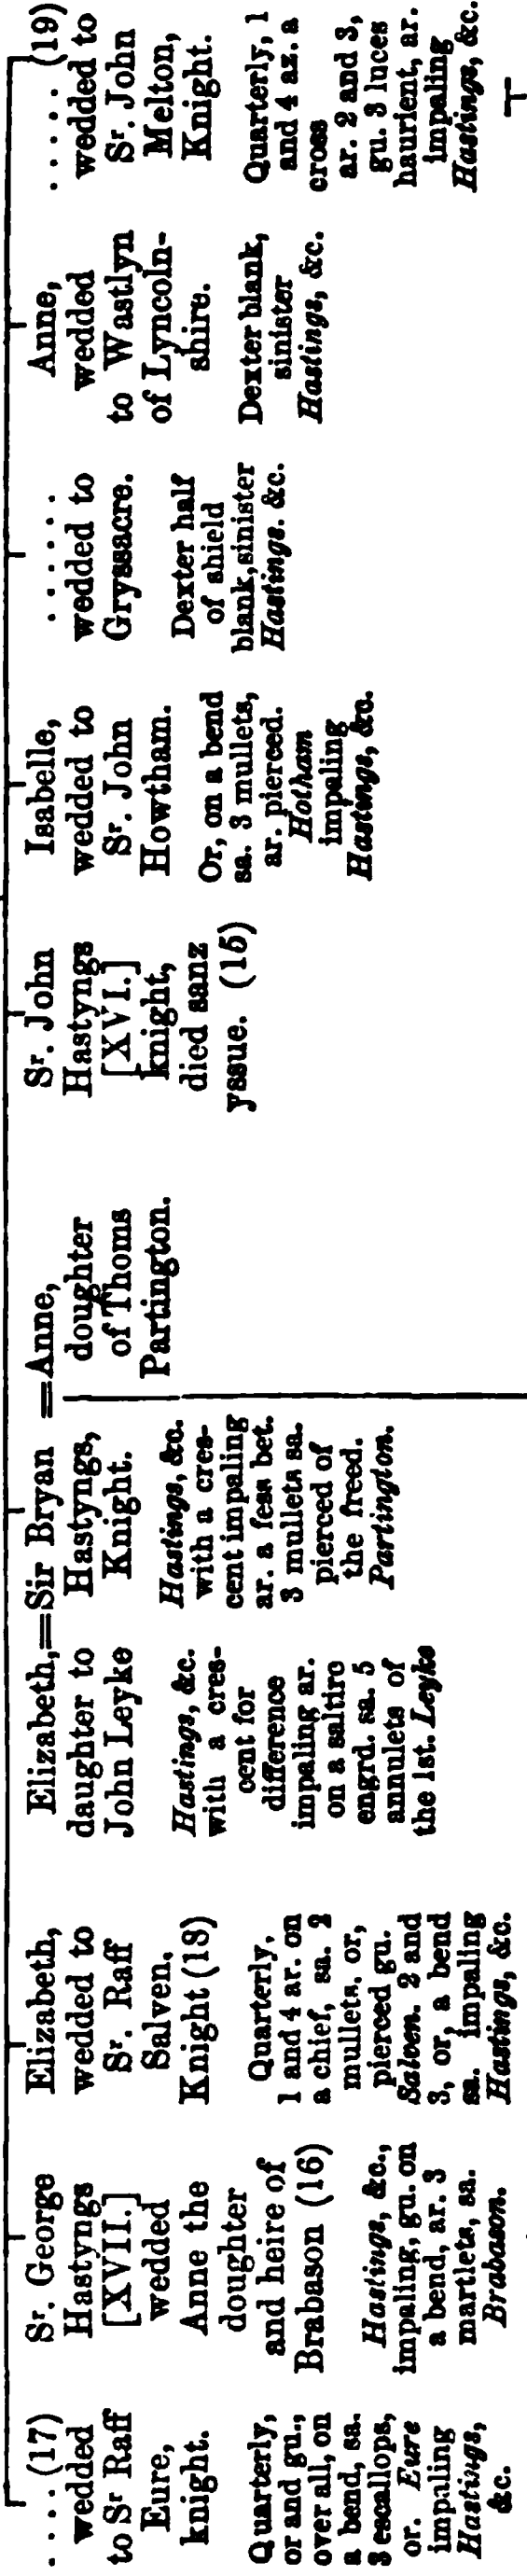 . . . . (17)
wedded
to Sr Raff
Eure,
knight.
Quarterly,
or and gu.,
over all, on
a bend, sa.
3 escallops,
or. Eure
impaling
Hastings,
&c.
Sr. George
Hastyngs
[XVII.]
wedded
Anne the
doughter
and heire of
Brabason (16)
Hastings, &c.,
impaling, gu. on
a bend, ar. 3
martlets, sa.
Brabason.
Elizabeth,
wedded to
Sr. Raff
Salven,
Knight (18)
Quarterly,
1 and 4 ar. on
a chief, sa. 2
mullets, or,
pierced gu.
Salven. 2 and
3, or, a bend
sa. impaling
Hastings, &c.
Elizabeth,=Sir Bryan =Anne,
daughter to
John Leyke
Hastings, &c.
with a cres-
cent for
difference
impaling ar.
on a saltire
engrd. sa. 5
annulets of
the 1st. Leyke
Hastyngs,
Knight.
Hastings, &c.
with a cres-
cent impaling
ar. a fess bet.
3 mullets sa.
pierced of
the freed.
Partington.
doughter
of Thoms
Partington.
Sr. John
Hastyngs
[XVI.]
knight,
died sanz
yssue. (15)
Isabelle,
wedded to
Sr. John
Howtham.
Or, on a bend
sa. 3 mullets,
ar. pierced.
Hotham
impaling
Hastings, &c.
. . . . . .
wedded to
Gryssacre.
Dexter half
of shield
blank, sinister
Hastings. &c.
Anne,
wedded
to Wastlyn
of Lyncoln-
shire.
Dexter blank,
sinister
Hastings, &c.
. . . . . (19)
wedded to
Sr. John
Melton,
Knight.
Quarterly, 1
and 4 az. a
cross
ar. 2 and 3,
gu. 3 luces
haurient, ar.
impaling
Hastings, &c.